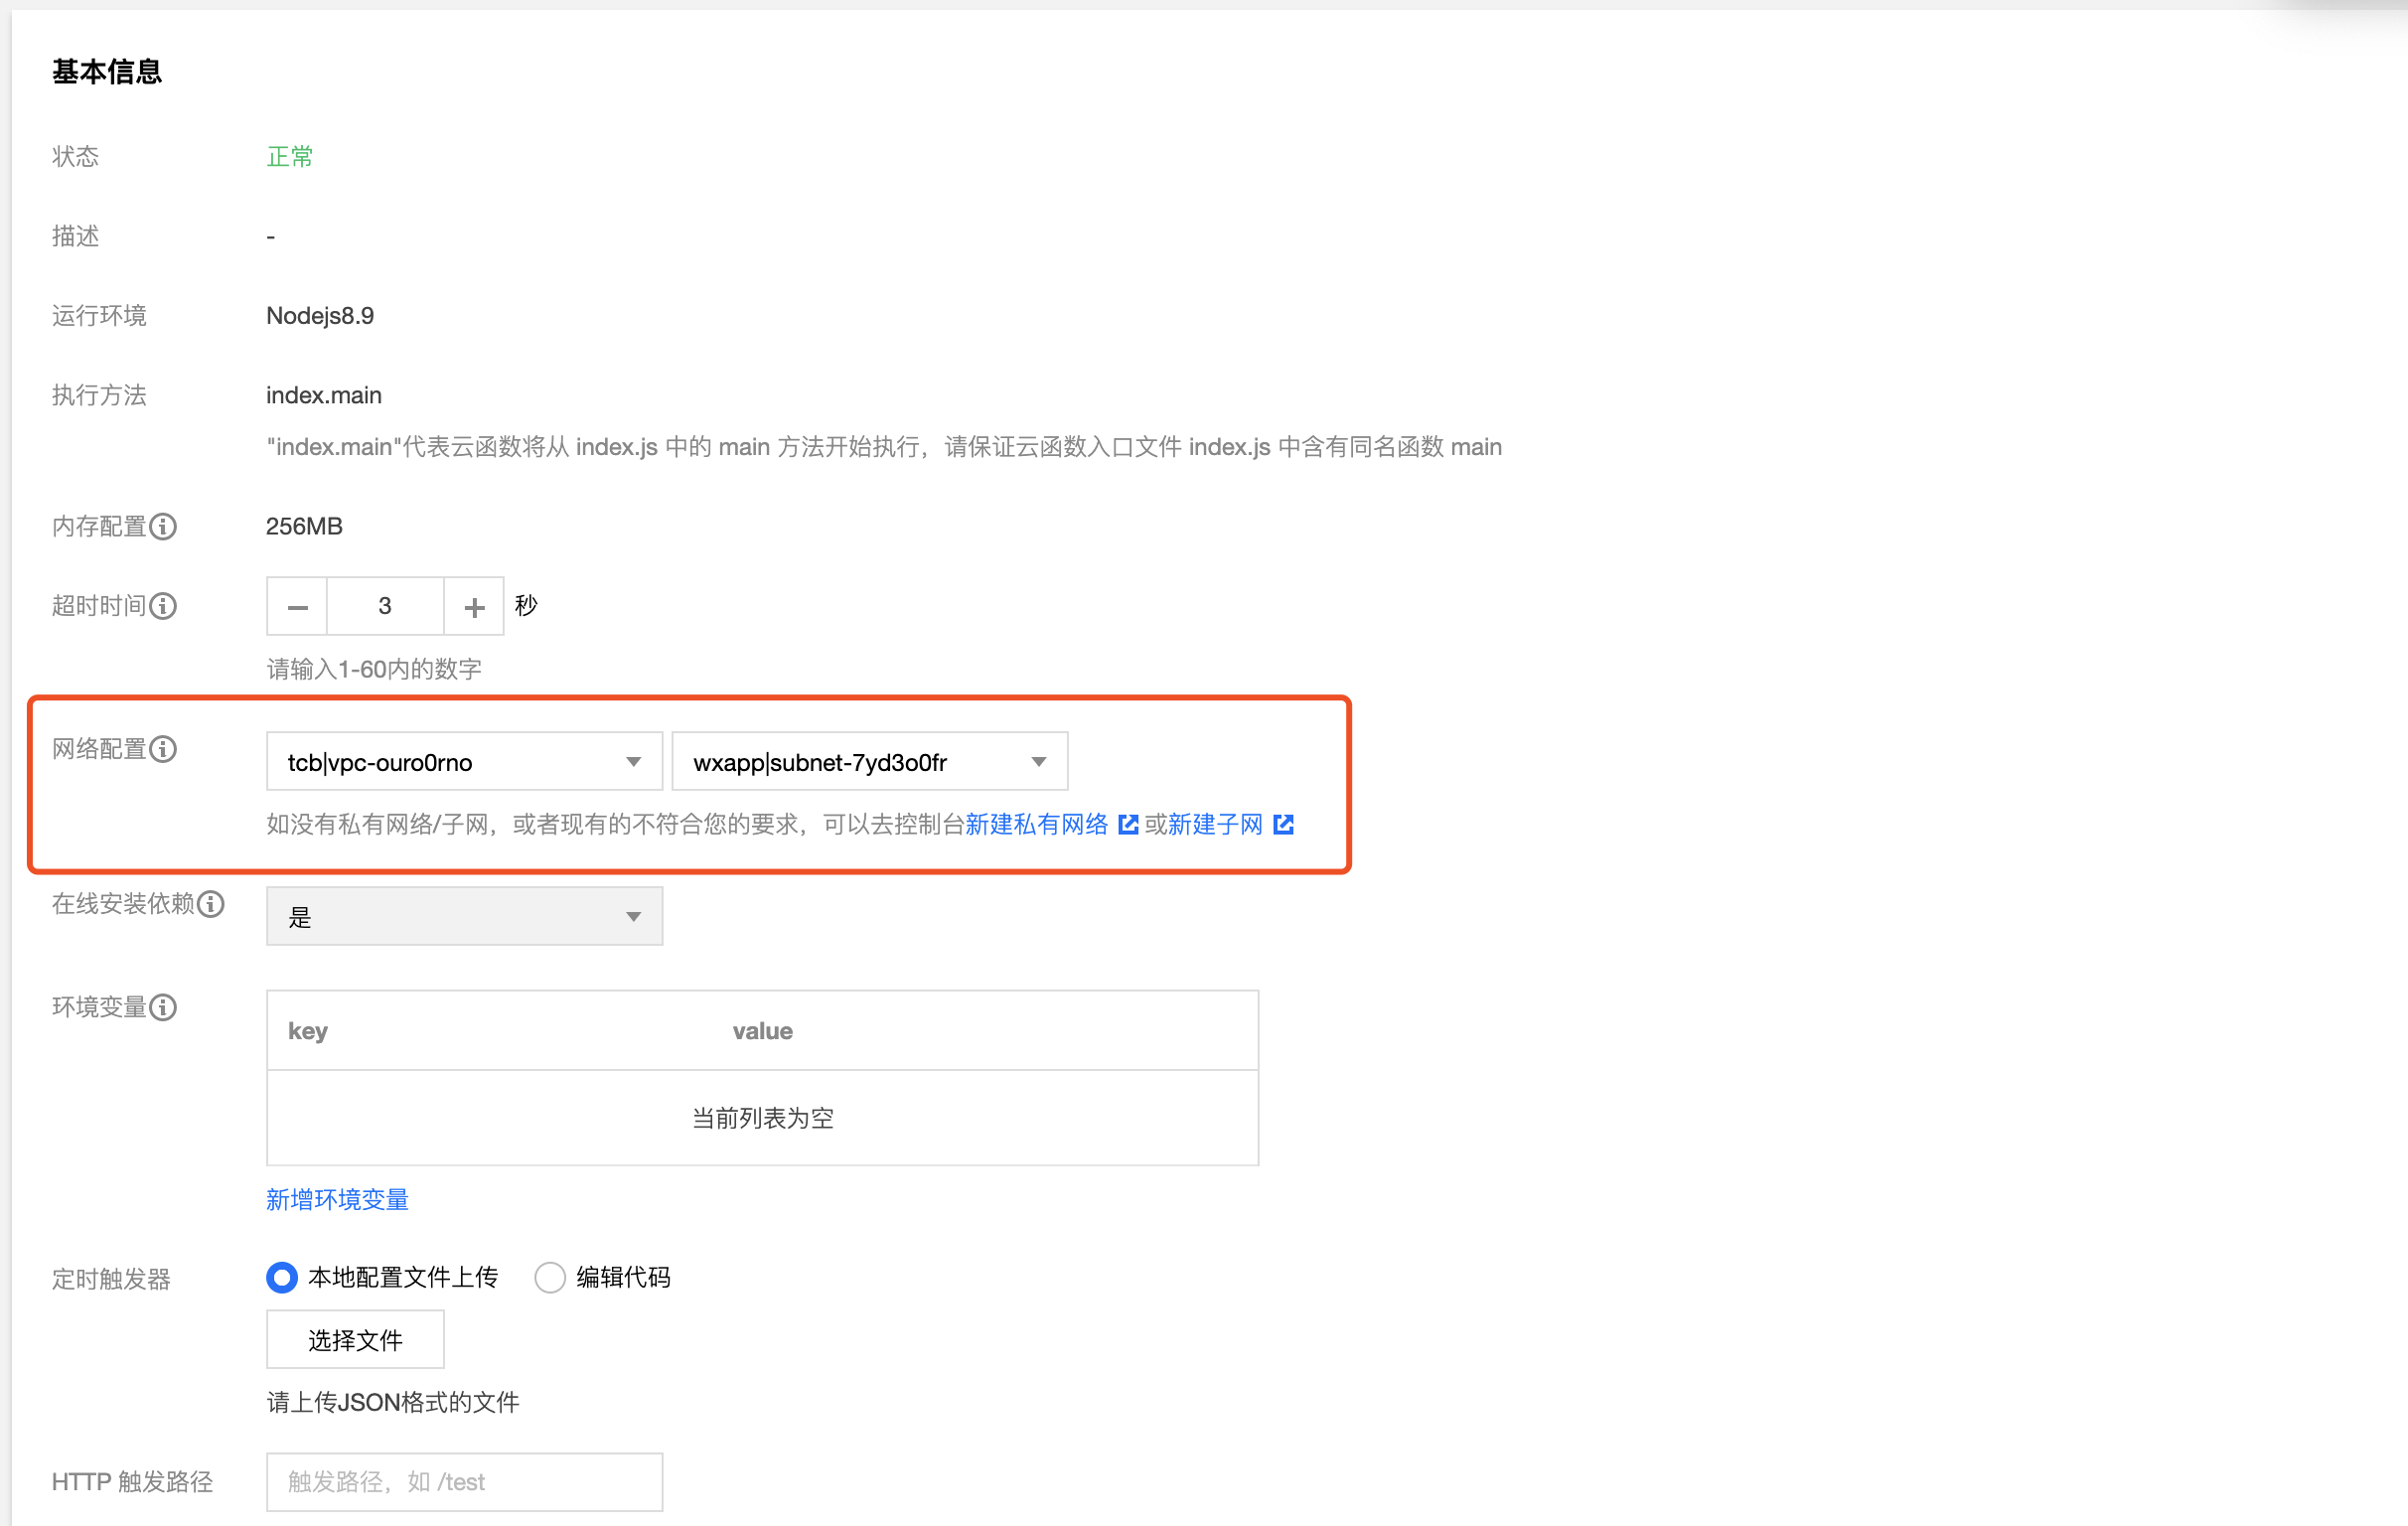 基本信息
状态 正常
描述 -
运行环境 Nodejs8.9
执行方法 index.main
"index.main"代表云函数将从 index.js 中的 main 方法开始执行，请保证云函数入口文件 index.js 中含有同名函数 main
内存配置 256MB
超时时间 3 秒
请输入1-60内的数字
网络配置 tcb|vpc-ouro0rno wxapp|subnet-7yd3o0fr
如没有私有网络/子网，或者现有的不符合您的要求，可以去控制台新建私有网络 或新建子网
在线安装依赖 是
环境变量 key value
当前列表为空
新增环境变量
定时触发器 本地配置文件上传 编辑代码
选择文件
请上传JSON格式的文件
HTTP 触发路径 触发路径，如 /test